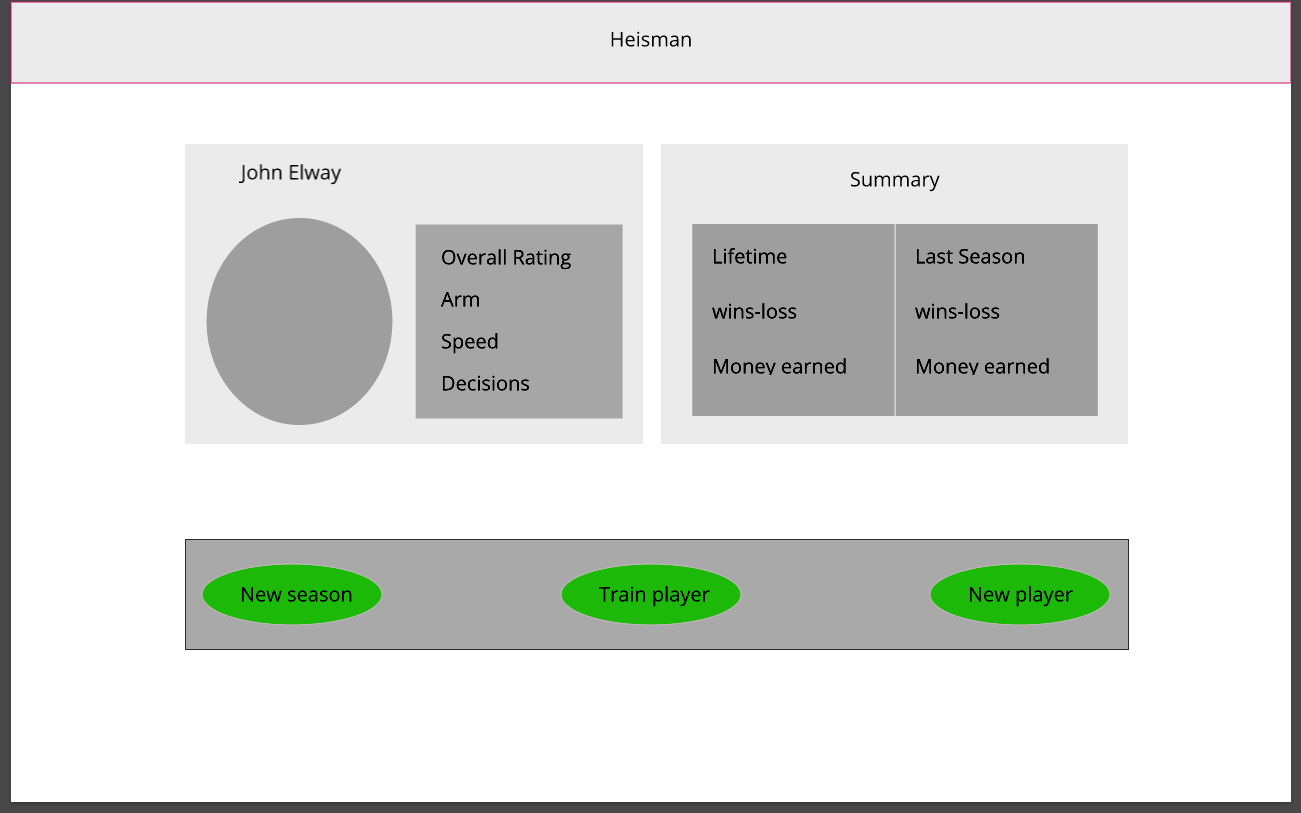 Heisman
John Elway
Overall Rating
Arm
Speed
Decisions
Summary
Lifetime
wins-loss
Money earned
Last Season
wins-loss
Money earned
New season
Train player
New player